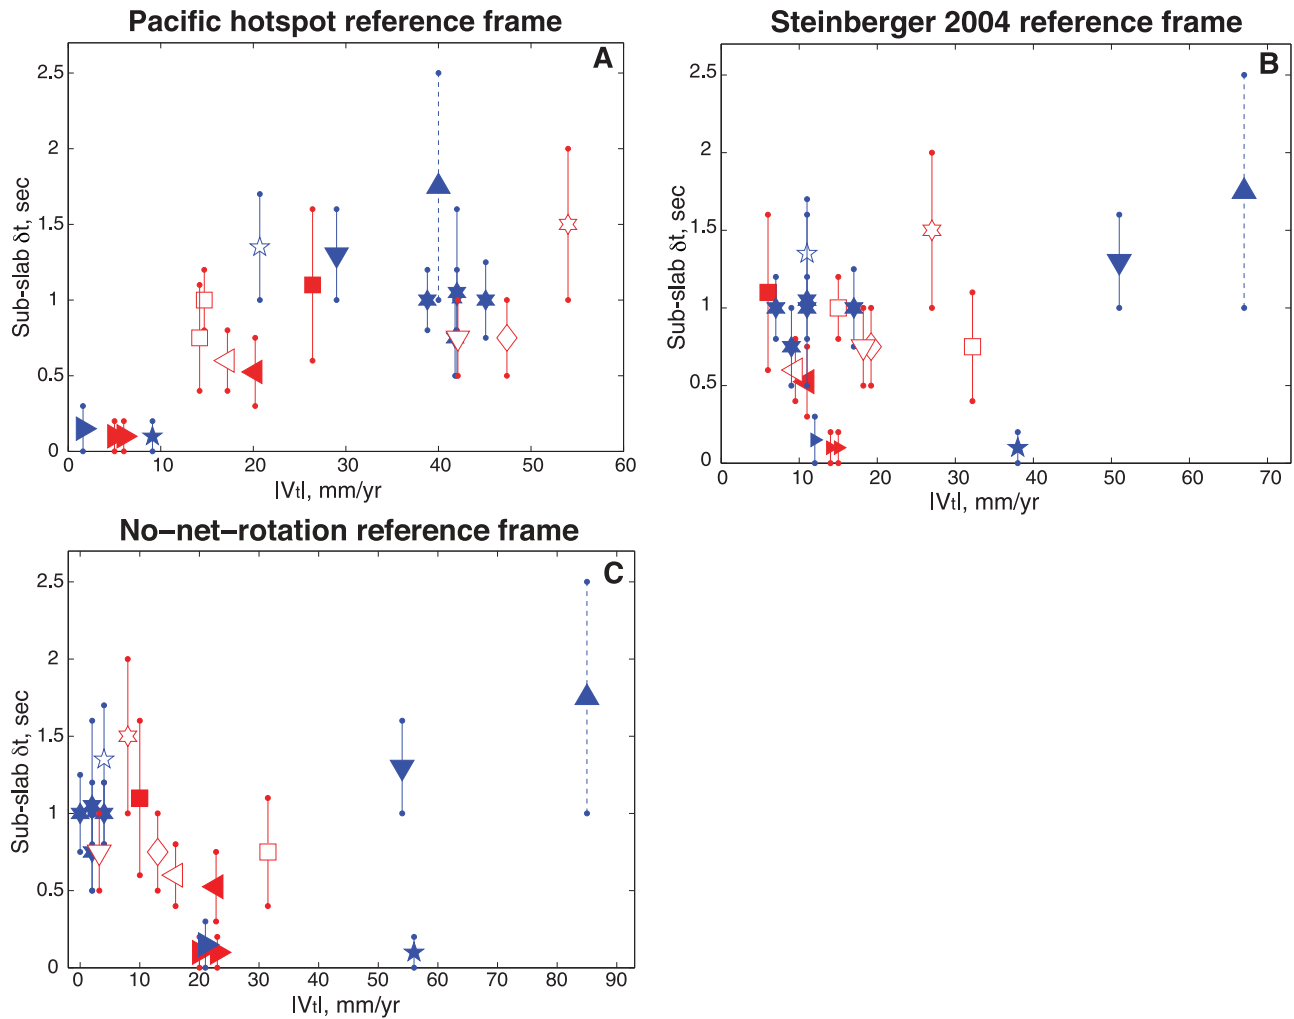 Pacific hotspot reference frame
A
Sub-slab δt, sec
2.5
2
1.5
1
0.5
0
0 10 20 30 40 50 60
|Vt|, mm/yr
Steinberger 2004 reference frame
B
Sub-slab δt, sec
2.5
2
1.5
1
0.5
0
0 10 20 30 40 50 60 70
|Vt|, mm/yr
No–net–rotation reference frame
C
Sub-slab δt, sec
2.5
2
1.5
1
0.5
0
0 10 20 30 40 50 60 70 80 90
|Vt|, mm/yr